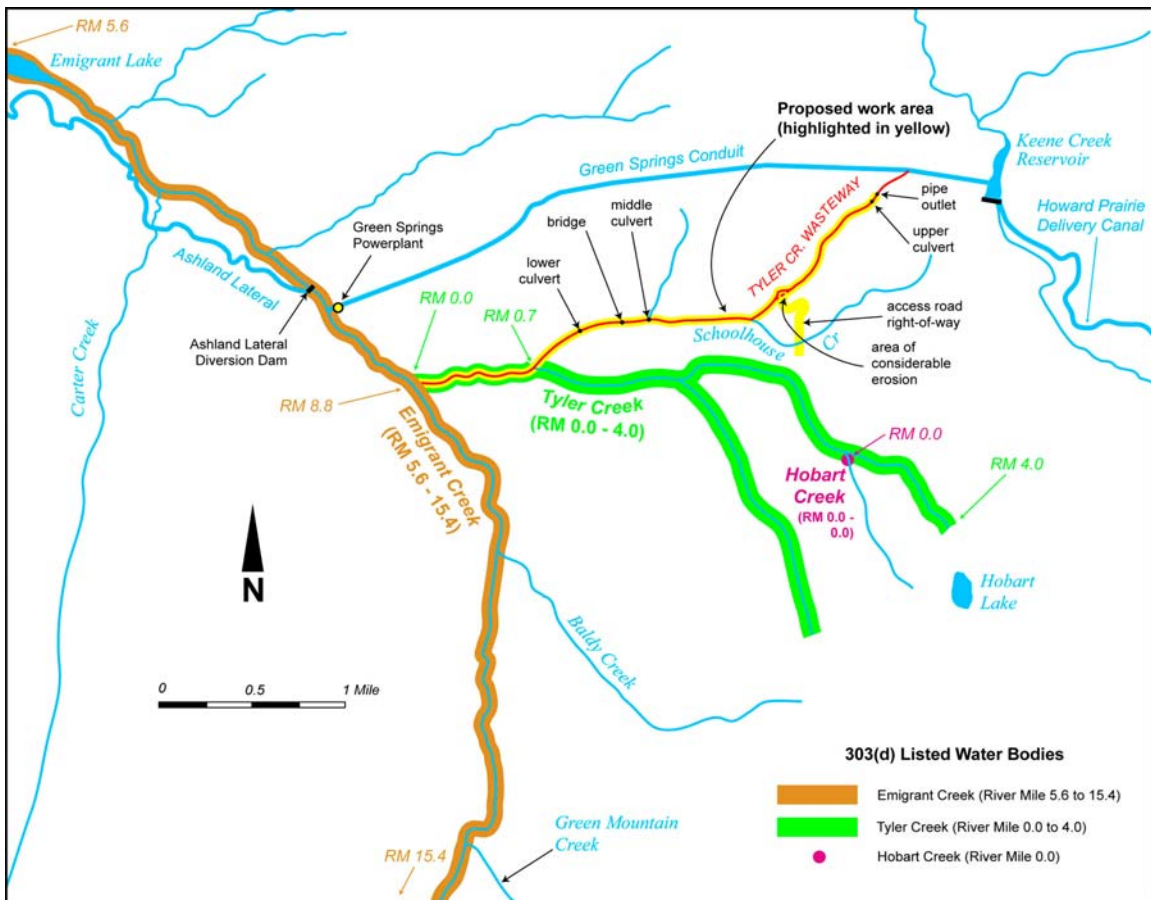 RM 5.6
Emigrant Lake
Proposed work area
(highlighted in yellow)
Keene Creek
Reservoir
Green Springs Conduit
pipe
outlet
Howard Prairie
Delivery Canal
middle
culvert
bridge
TYLER CR. WASTEWAY
upper
culvert
Green Springs
Powerplant
lower
culvert
Ashland Lateral
RM 0.0
RM 0.7
access road
right-of-way
Schoolhouse
Cr
area of
considerable
erosion
Ashland Lateral
Diversion Dam
Carter Creek
RM 8.8
Emigrant Creek
(RM 5.6 - 15.4)
Tyler Creek
(RM 0.0 - 4.0)
RM 0.0
RM 4.0
Hobart
Creek
(RM 0.0 -
0.0)
N
Hobart
Lake
Baldy Creek
0 0.5 1 Mile
303(d) Listed Water Bodies
Emigrant Creek (River Mile 5.6 to 15.4)
Tyler Creek (River Mile 0.0 to 4.0)
Hobart Creek (River Mile 0.0)
Green Mountain
Creek
RM 15.4